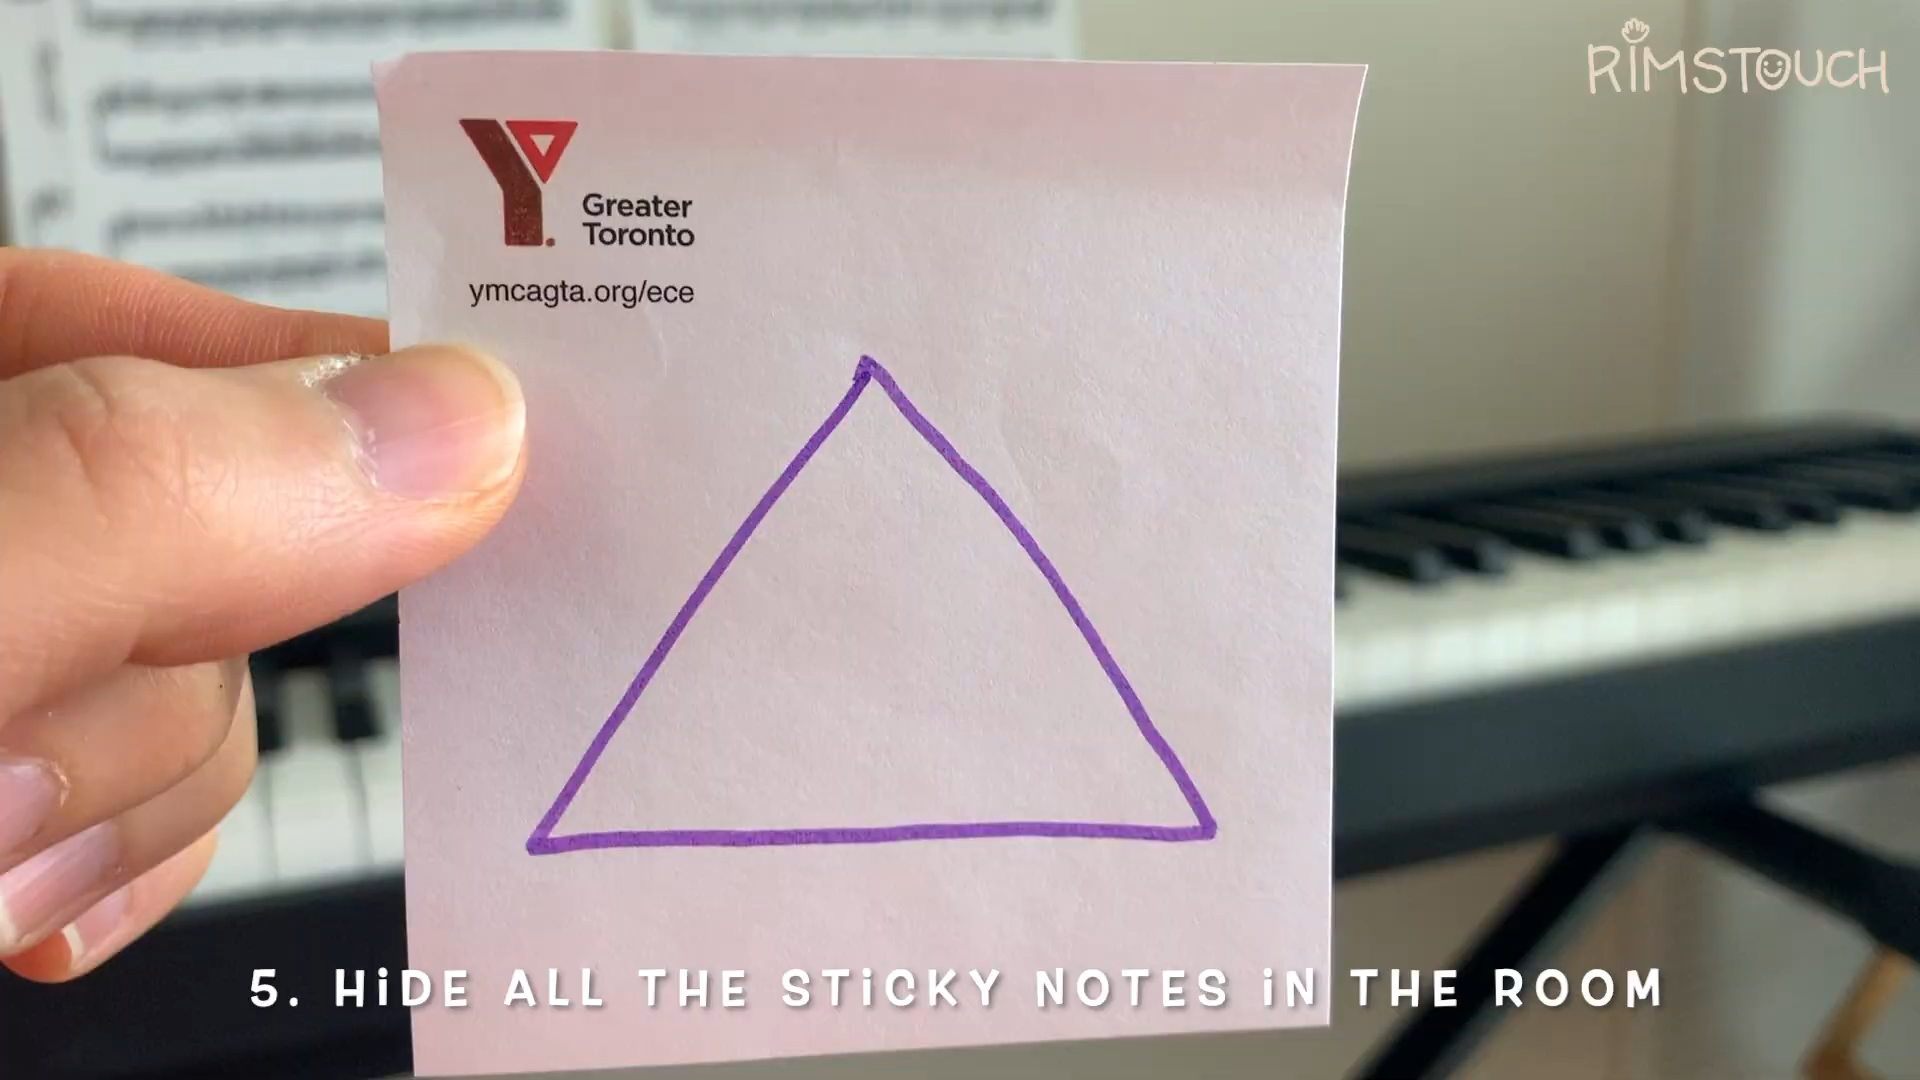 RiMSTOUCH
Y
Greater
Toronto
ymcagta.org/ece
5. HiDE ALL THE STiCKY NOTES iN THE ROOM